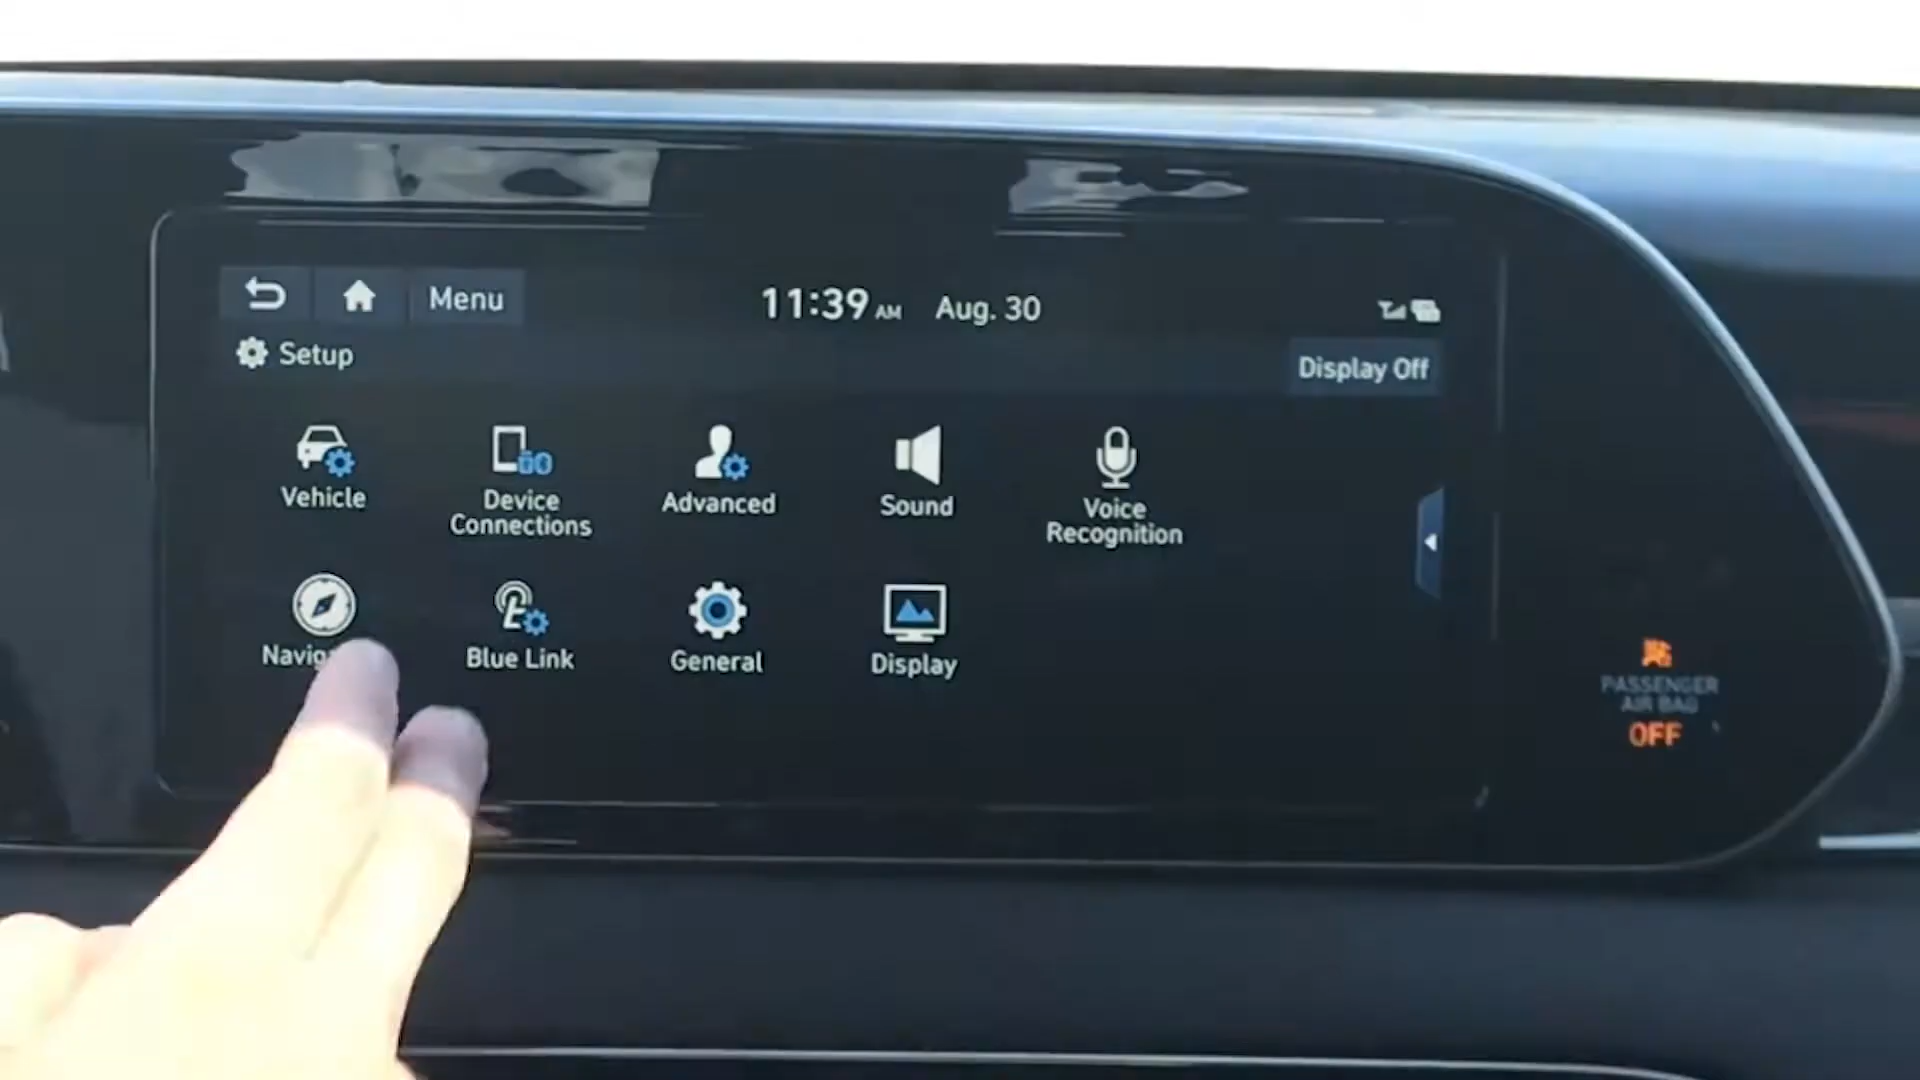 Menu
11:39 AM Aug. 30
Setup
Display Off
Vehicle
Device
Connections
Advanced
Sound
Voice
Recognition
Blue Link
General
Display
PASSENGER
AIR BAG
OFF